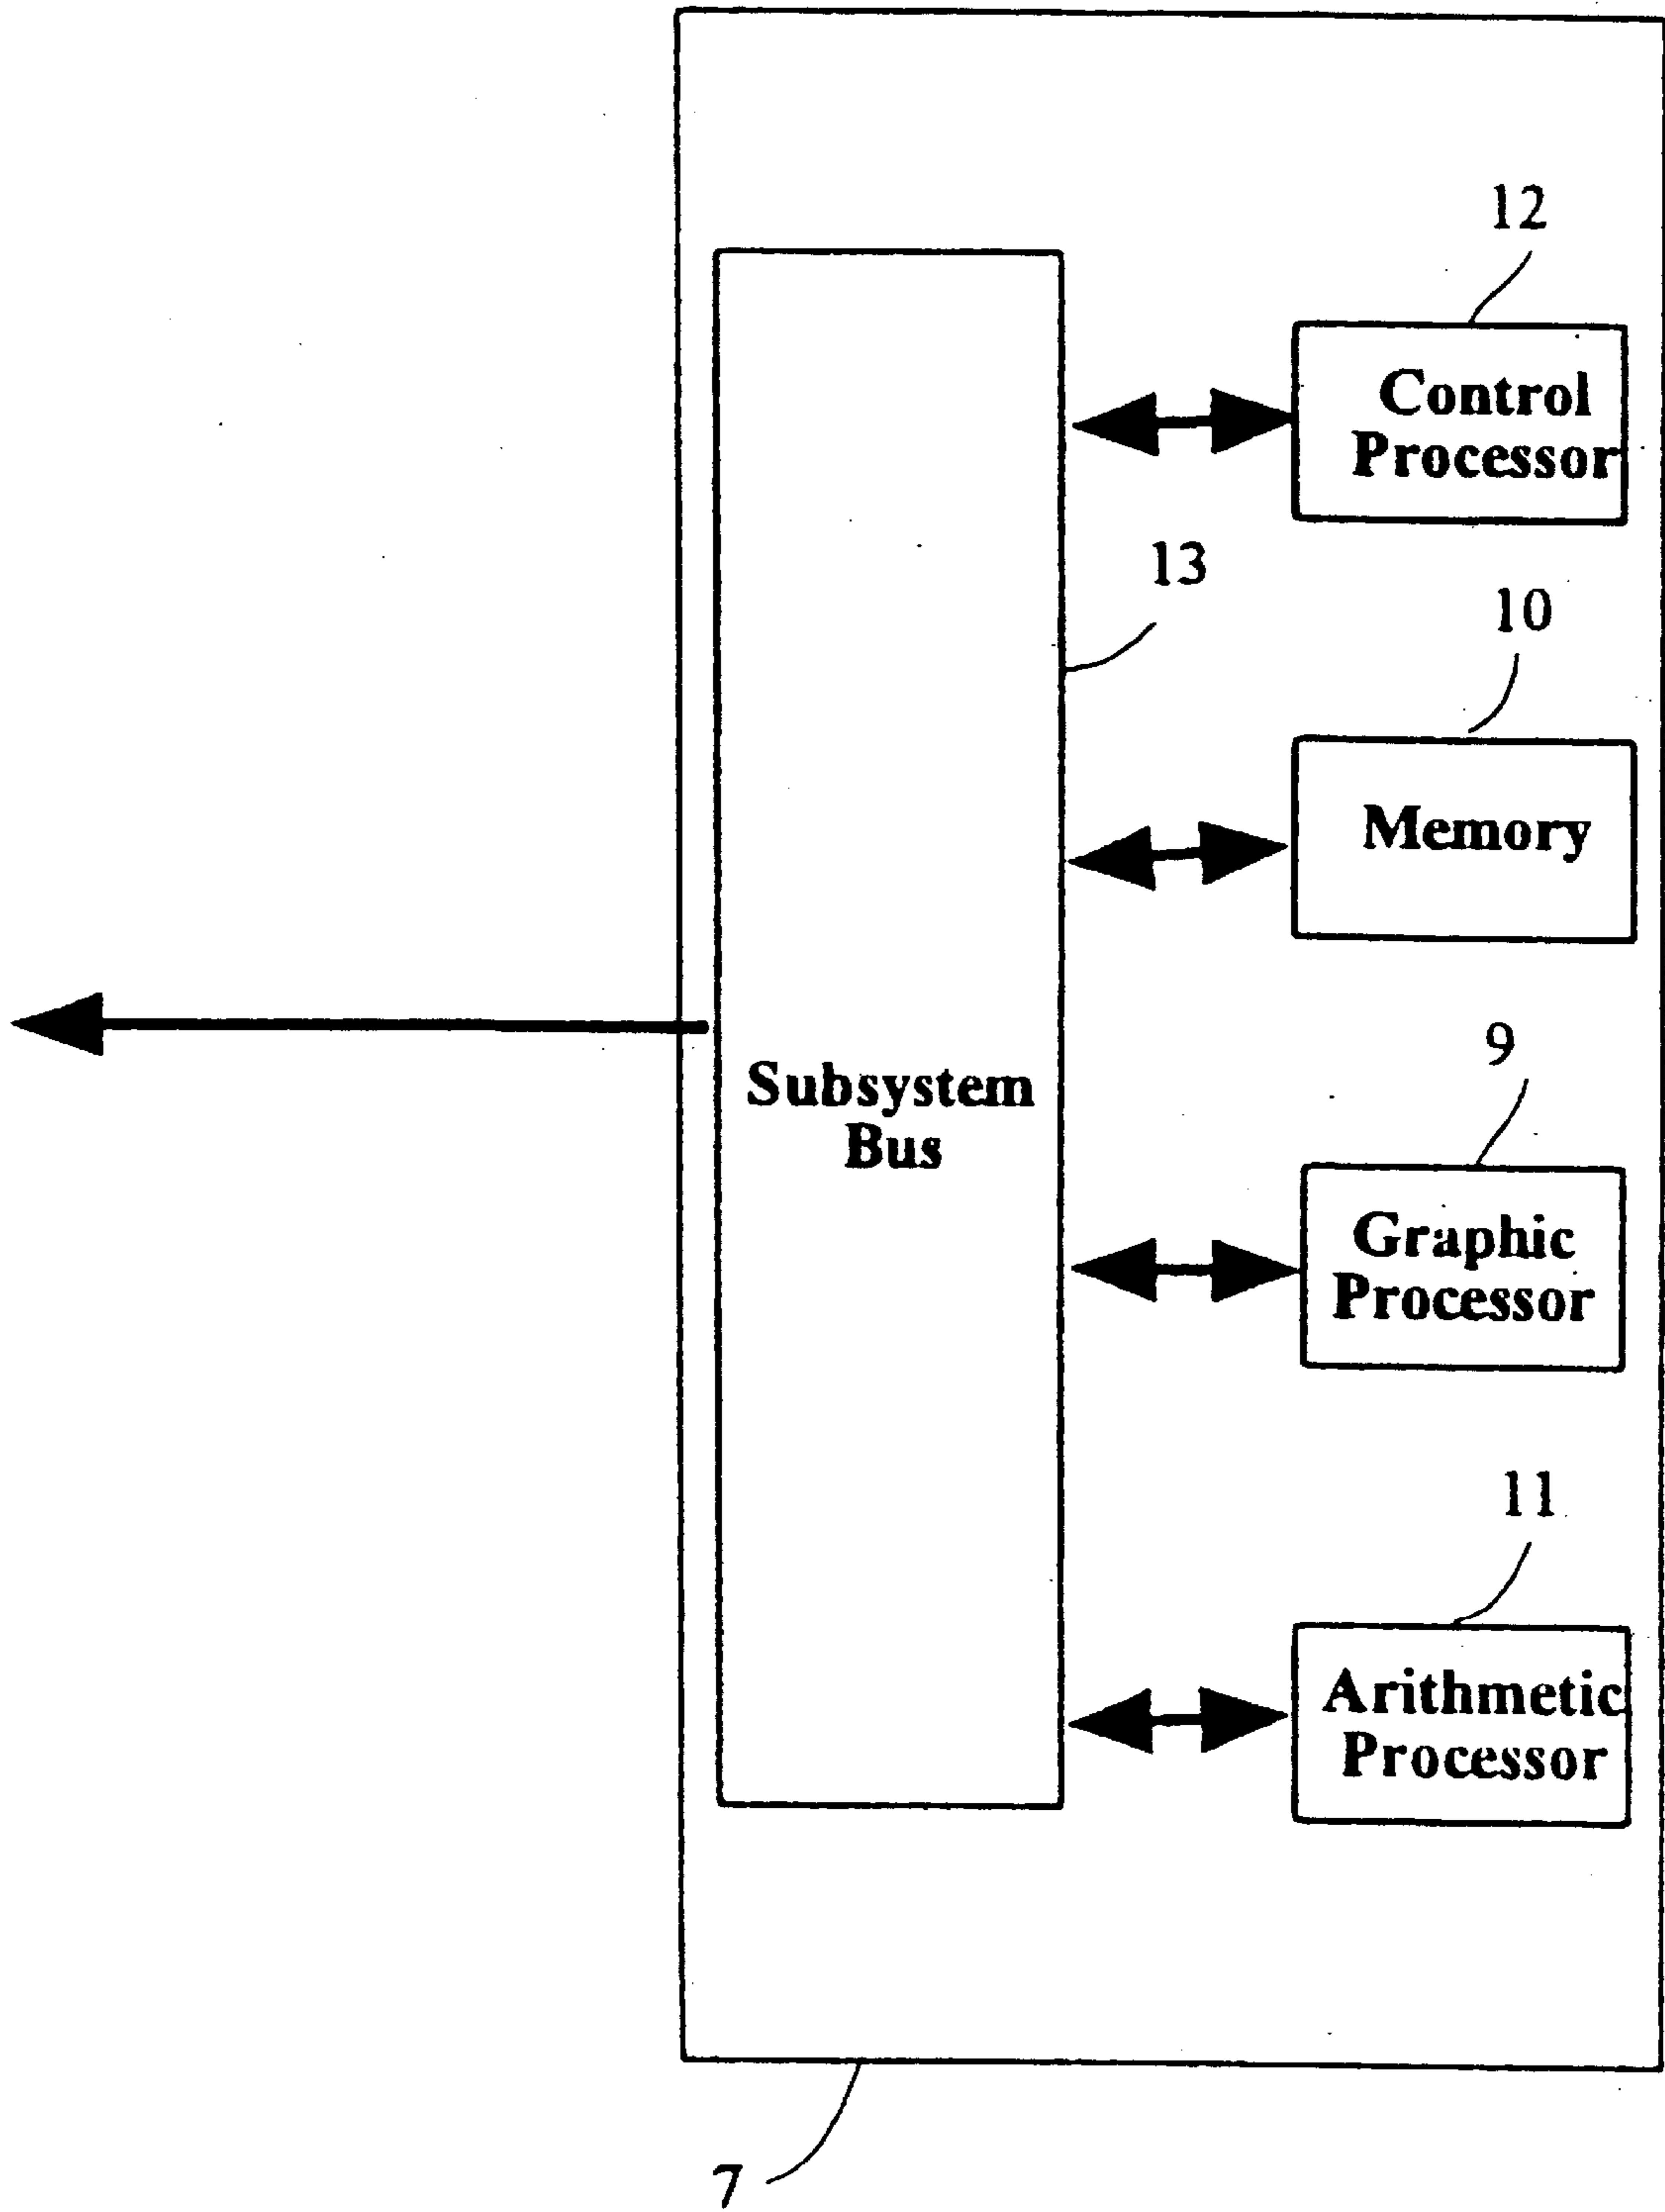 12
Control
Processor
13
10
Memory
9
Subsystem
Bus
Graphic
Processor
11
Arithmetic
Processor
7